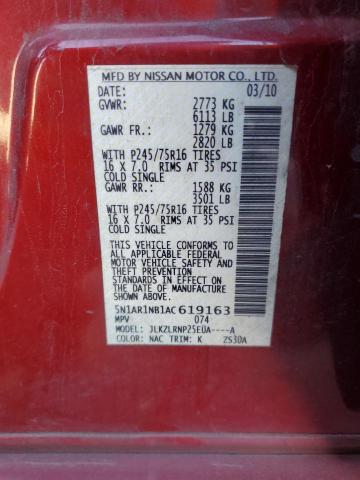 MFD BY NISSAN MOTOR CO., LTD.
DATE: 03/10
GVWR: 2773 KG
6113 LB
GAWR FR.: 1279 KG
2820 LB
WITH P245/75R16 TIRES
16 X 7.0 RIMS AT 35 PSI
COLD SINGLE
GAWR RR: 1588 KG
3501 LB
WITH P245/75R16 TIRES
16 X 7.0 RIMS AT 35 PSI
COLD SINGLE
THIS VEHICLE CONFORMS TO
ALL APPLICABLE FEDERAL
MOTOR VEHICLE SAFETY AND
THEFT PREVENTION STANDARDS
IN EFFECT ON THE DATE OF
MANUFACTURE SHOWN ABOVE.
5N1AR1NB1AC619163
MPV 074
MODEL: JLKZLRNP25EUA----A
COLOR: NAC TRIM: K ZS30A